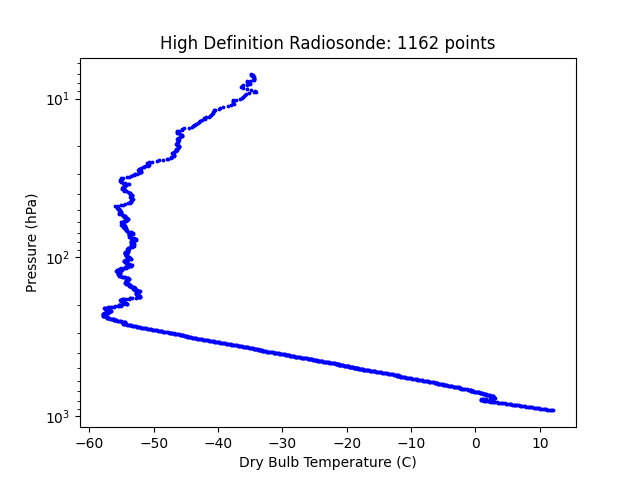 High Definition Radiosonde: 1162 points
10¹
10²
10³
Pressure (hPa)
−60 −50 −40 −30 −20 −10 0 10
Dry Bulb Temperature (C)